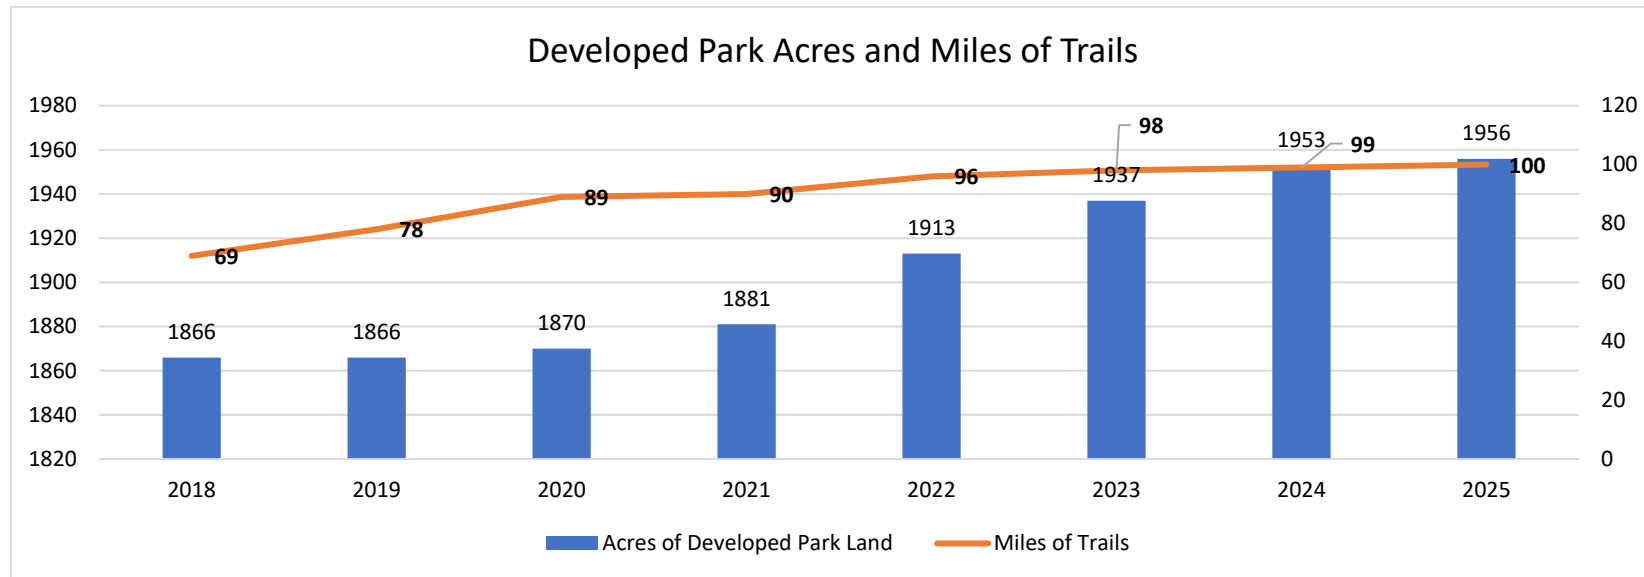 Developed Park Acres and Miles of Trails
1980 120
98
1953 99 1956
1960 100
1937 100
1940 96 80
89 90
1920 78 1913
69
1900 60
1881
1880 1866 1866 1870 40
1860
1840 20
1820 0
2018 2019 2020 2021 2022 2023 2024 2025
Acres of Developed Park Land Miles of Trails